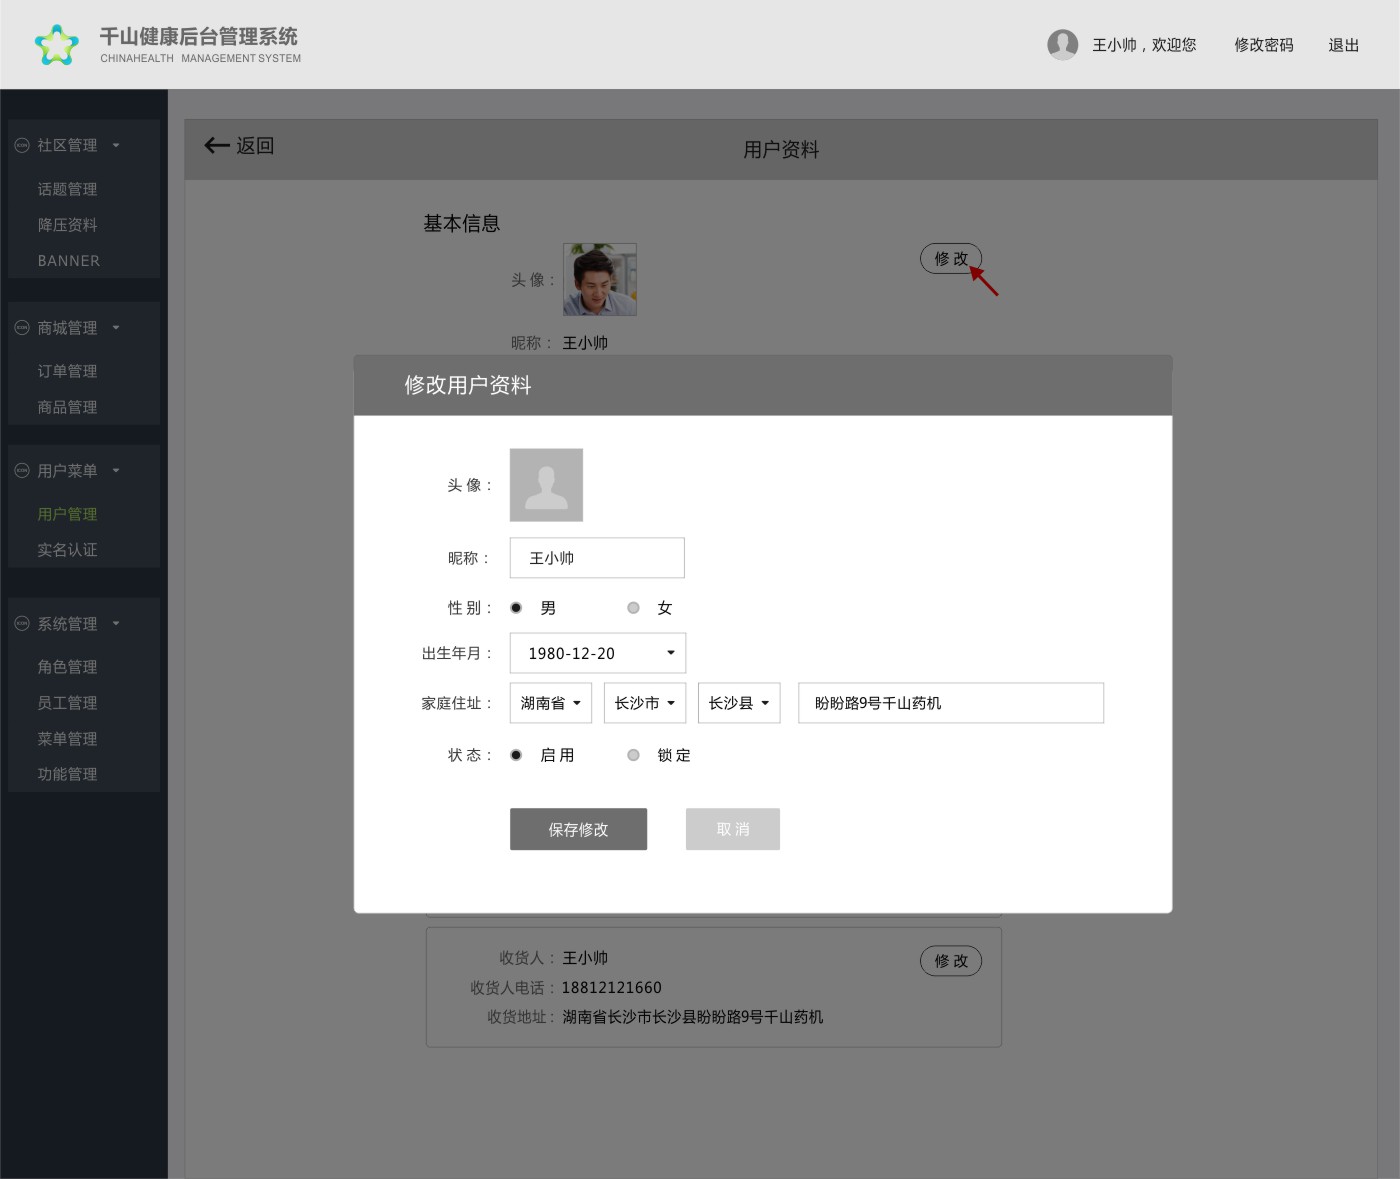 千山健康后台管理系统
CHINAHEALTH MANAGEMENT SYSTEM
王小帅，欢迎您
修改密码
退出
社区管理
话题管理
降压资料
BANNER
商城管理
订单管理
商品管理
用户菜单
用户管理
实名认证
系统管理
角色管理
员工管理
菜单管理
功能管理
返回
用户资料
基本信息
头像：
修改
昵称： 王小帅
修改用户资料
头像：
昵称： 王小帅
性别： 男 女
出生年月： 1980-12-20
家庭住址： 湖南省 长沙市 长沙县 盼盼路9号千山药机
状态： 启用 锁定
保存修改 取消
收货人： 王小帅
修改
收货人电话： 18812121660
收货地址： 湖南省长沙市长沙县盼盼路9号千山药机